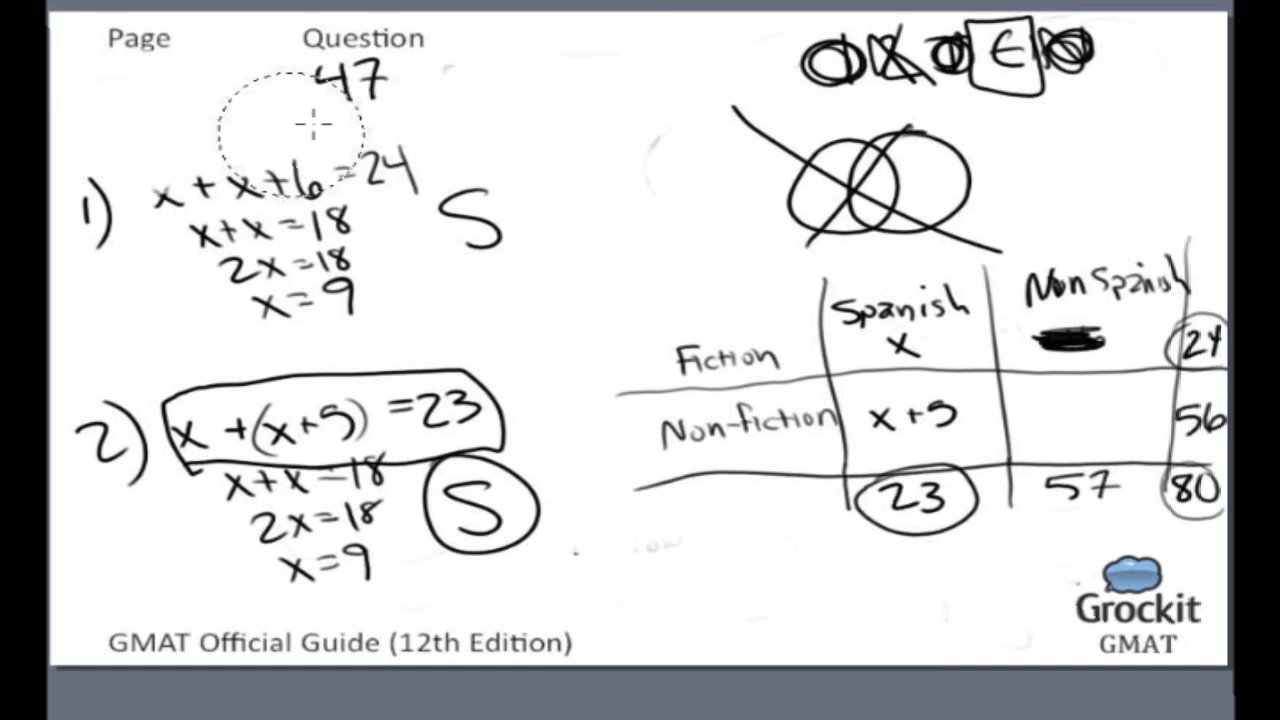 Page Question
47
1) x + x + 6 = 24
x + x = 18
2x = 18
x = 9
S
2) x + (x + 5) = 23
x + x = 18
2x = 18
x = 9
S
E
Spanish Non Spanish
Fiction x 24
Non-fiction x + 5 56
23 57 80
Grockit
GMAT
GMAT Official Guide (12th Edition)